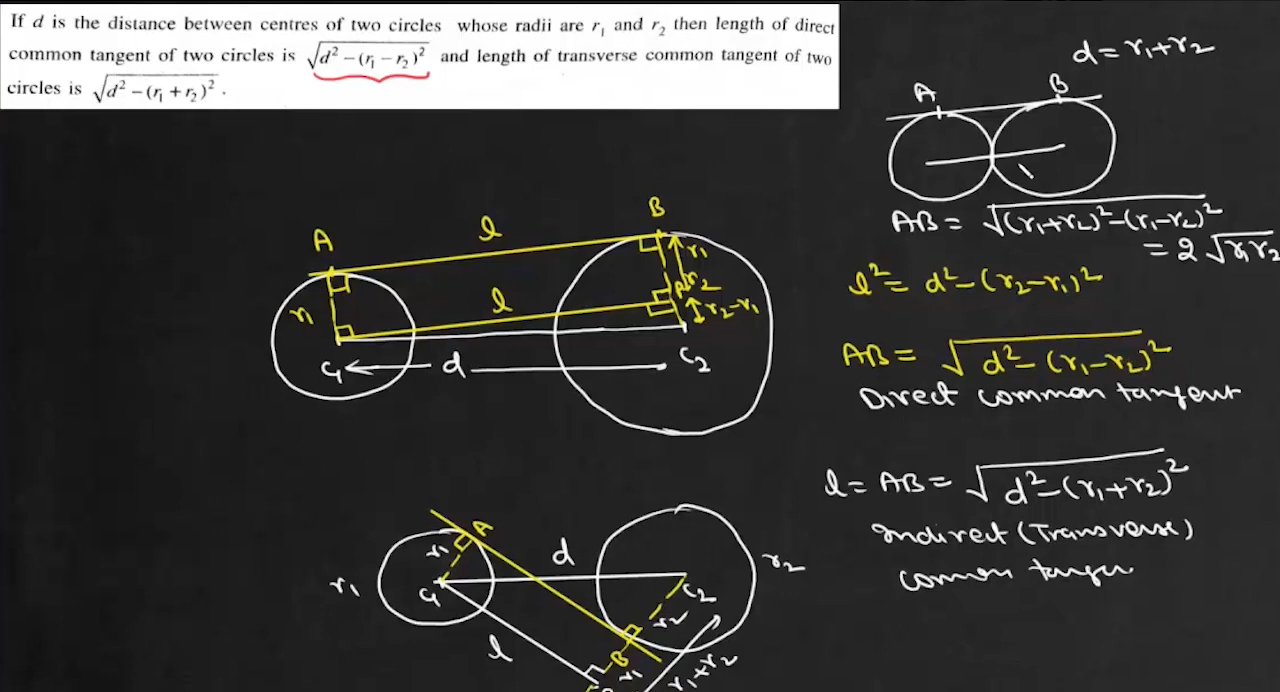 If d is the distance between centres of two circles whose radii are r₁ and r₂ then length of direct
common tangent of two circles is √(d² − (r₁ − r₂)²) and length of transverse common tangent of two
circles is √(d² − (r₁ + r₂)²) .
d = r₁+r₂
A B
AB = √((r₁+r₂)² − (r₁−r₂)²)
= 2√(r₁r₂)
l² = d² − (r₂−r₁)²
AB = √(d² − (r₁−r₂)²)
Direct common tangent
l = AB = √(d² − (r₁+r₂)²)
Indirect (Transverse)
common
A l B
r₁
l
r₁
r₂
r₂−r₁
C₁ d C₂
A
r₁ r₁ d r₂
C₁ C₂
r₂
B
l r₁ r₁+r₂